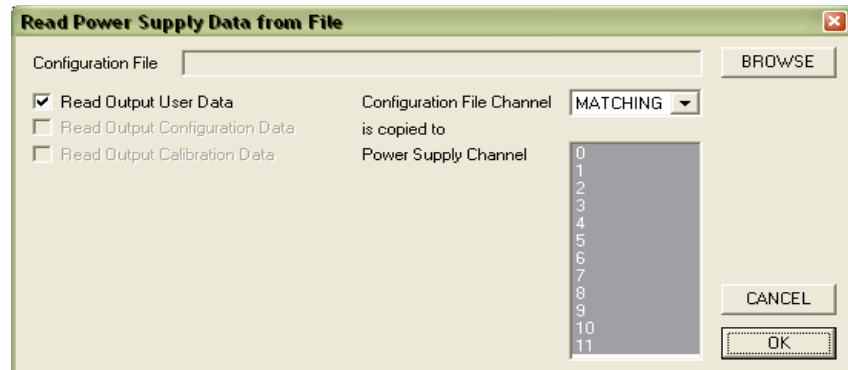 Read Power Supply Data from File
Configuration File
BROWSE
Read Output User Data
Configuration File Channel
MATCHING
Read Output Configuration Data
is copied to
Read Output Calibration Data
Power Supply Channel
0
1
2
3
4
5
6
7
8
9
10
11
CANCEL
OK